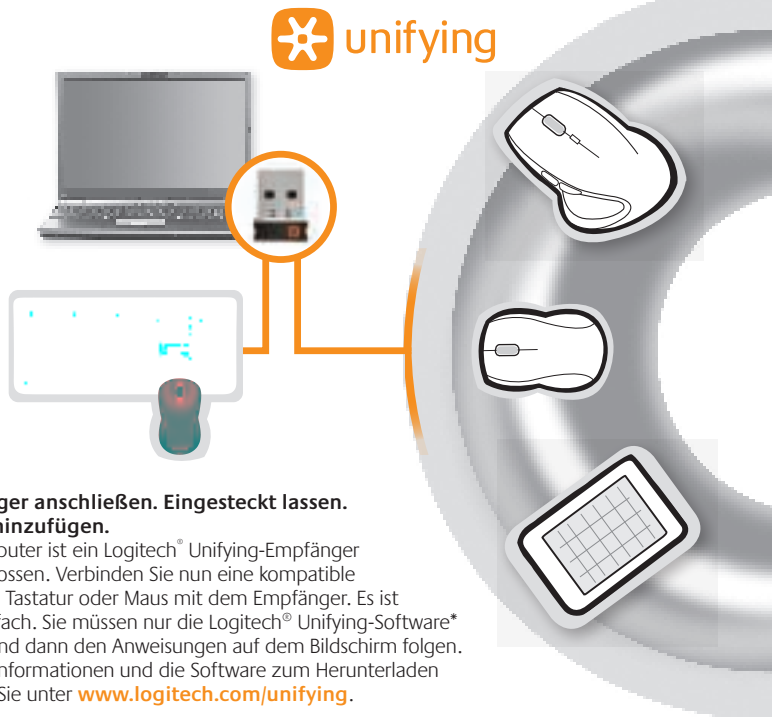 unifying
ger anschließen. Eingesteckt lassen.
hinzufügen.
puter ist ein Logitech® Unifying-Empfänger
ossen. Verbinden Sie nun eine kompatible
Tastatur oder Maus mit dem Empfänger. Es ist
fach. Sie müssen nur die Logitech® Unifying-Software*
nd dann den Anweisungen auf dem Bildschirm folgen.
nformationen und die Software zum Herunterladen
Sie unter www.logitech.com/unifying.